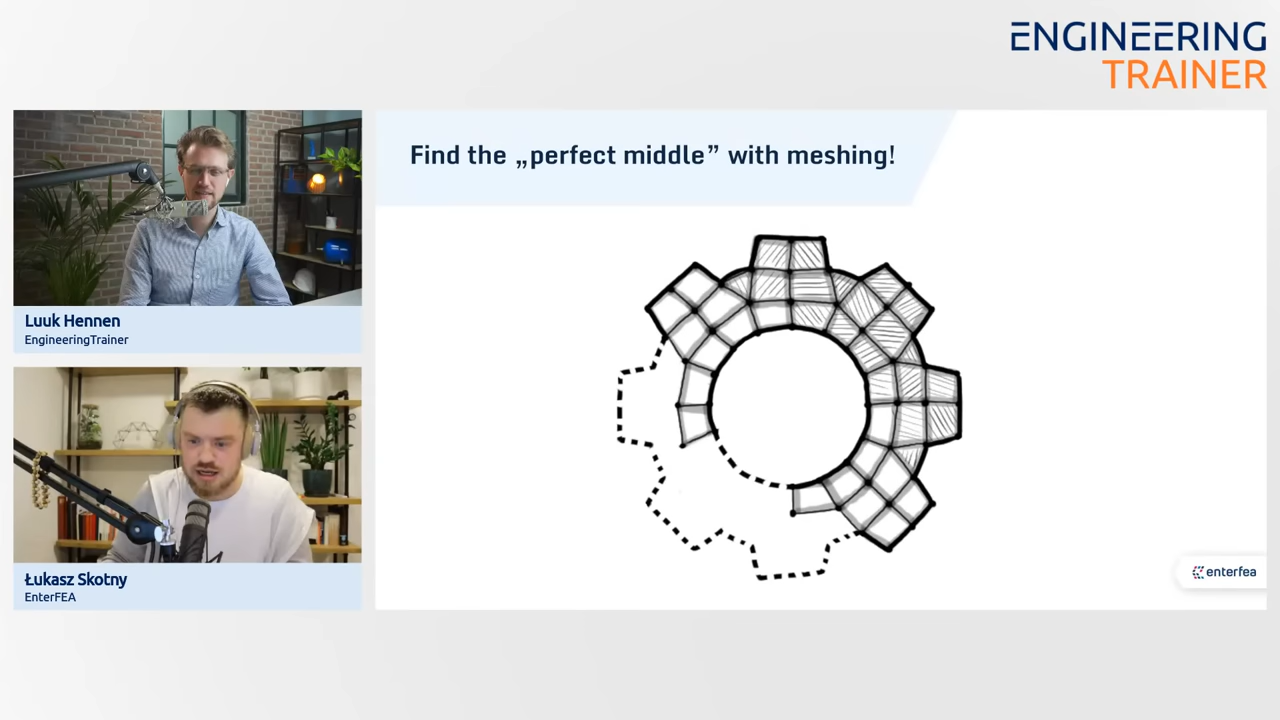 ENGINEERING
TRAINER
Find the „perfect middle” with meshing!
Luuk Hennen
EngineeringTrainer
Łukasz Skotny
EnterFEA
enterfea